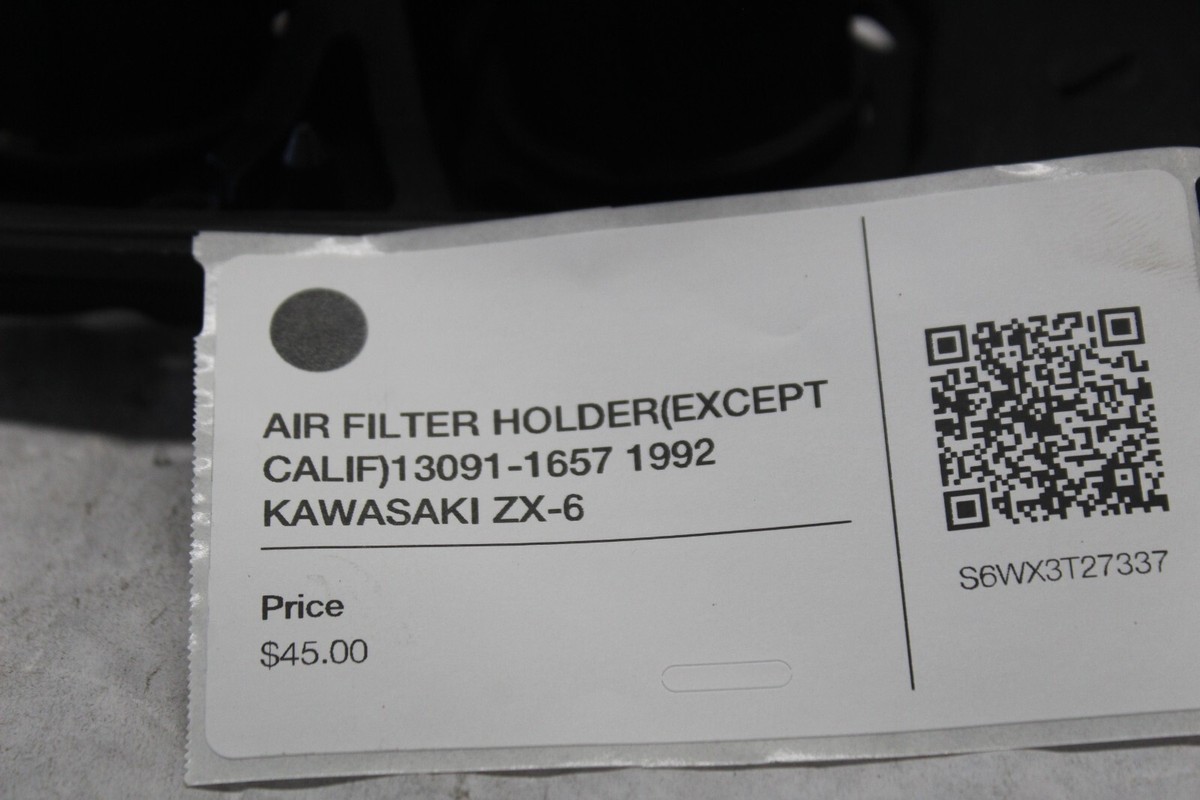 AIR FILTER HOLDER(EXCEPT
CALIF)13091-1657 1992
KAWASAKI ZX-6
Price
$45.00
S6WX3T27337